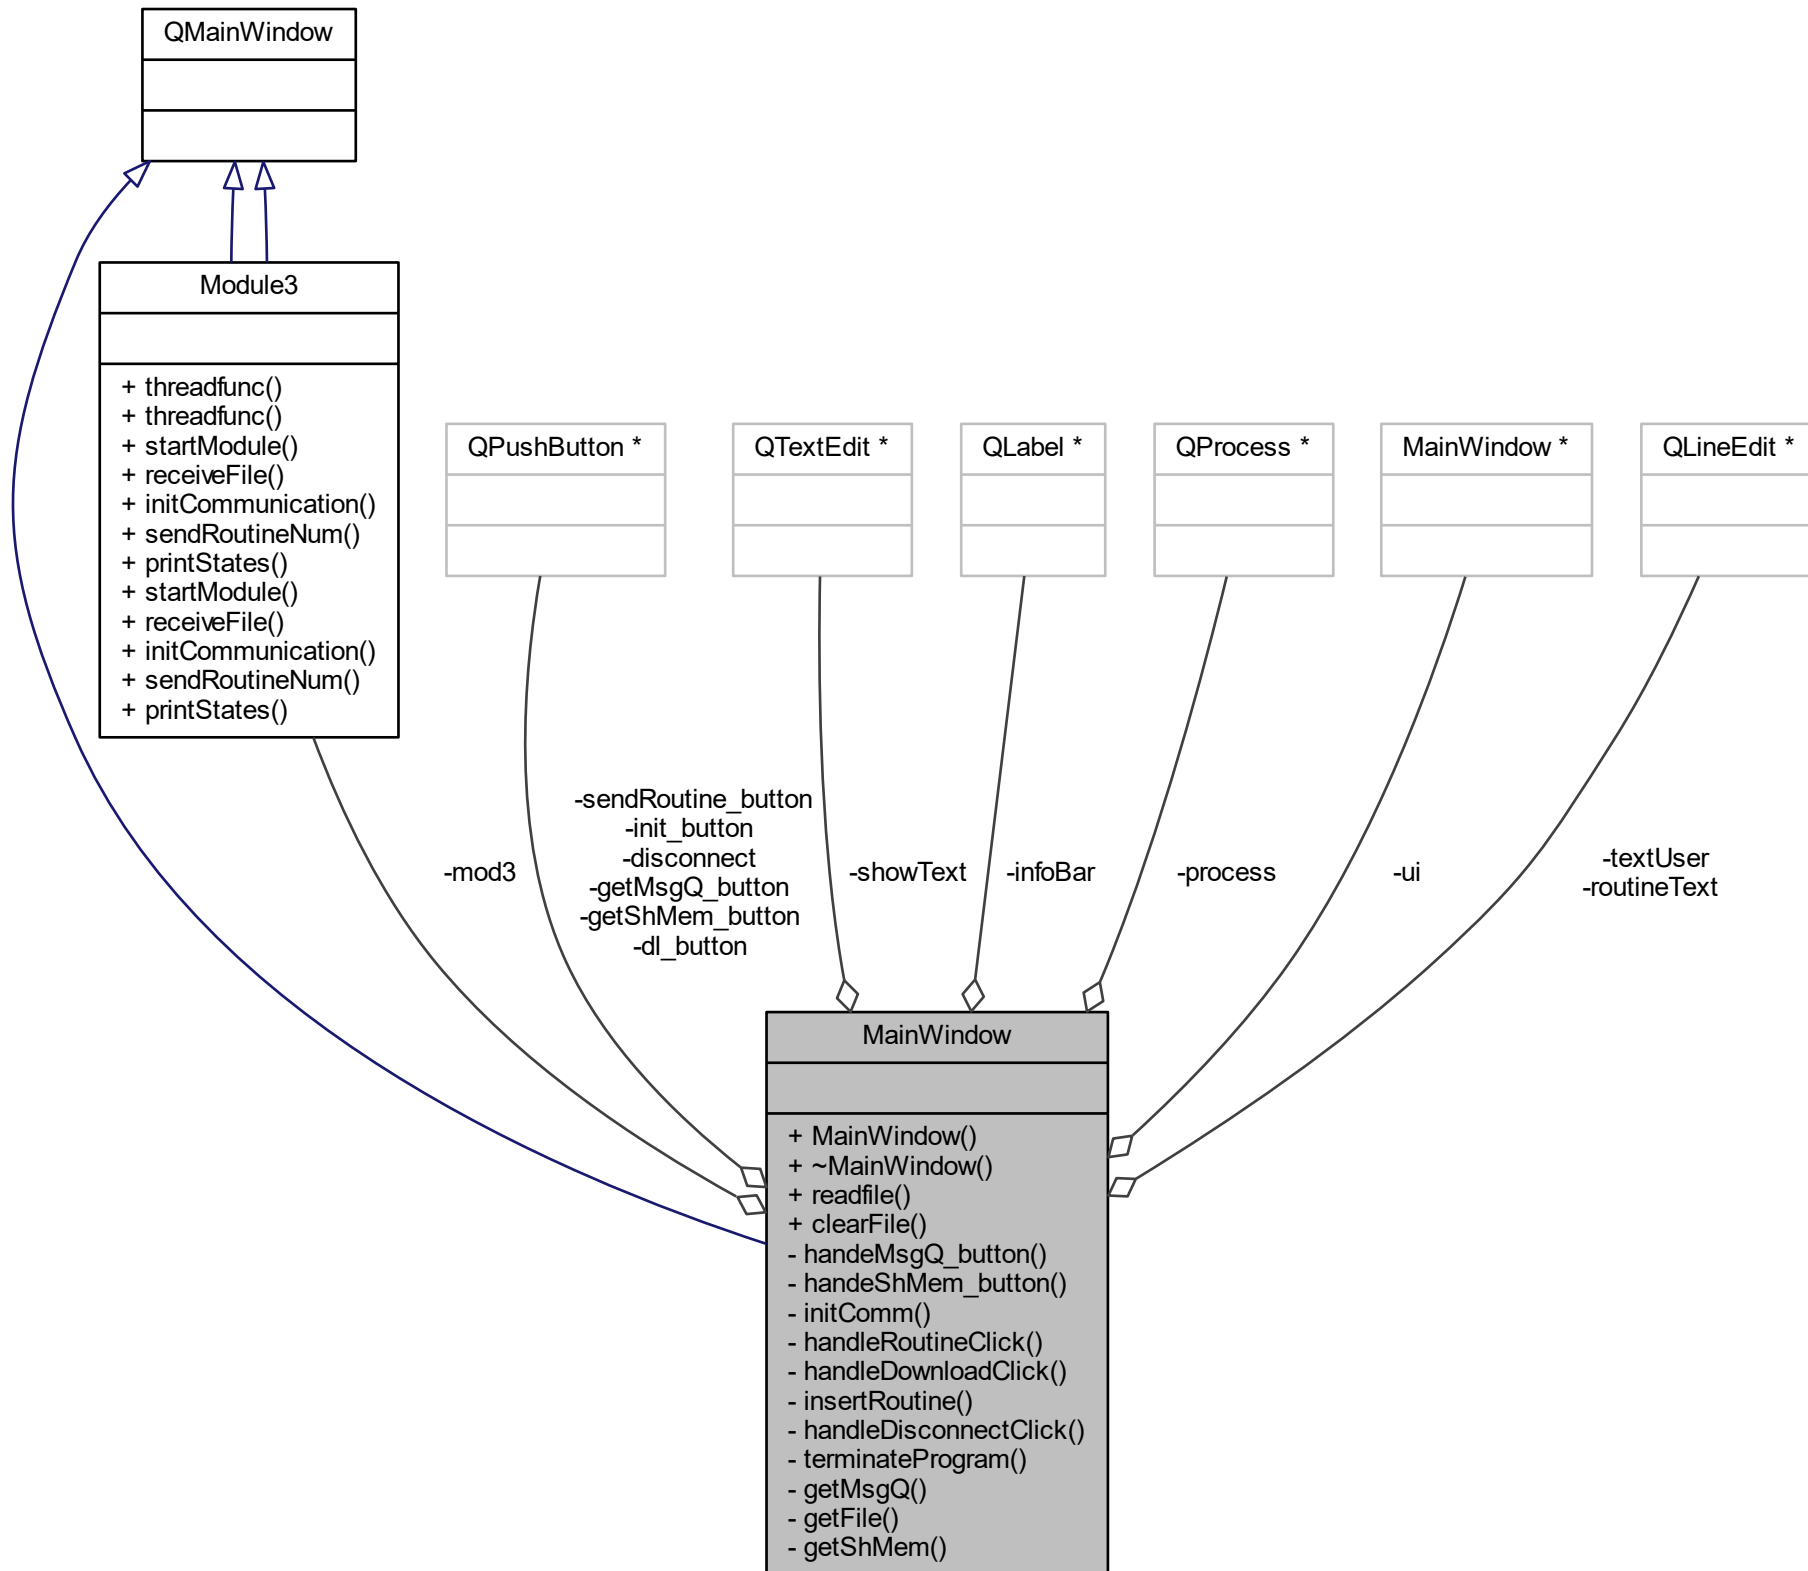 QMainWindow
Module3
+ threadfunc()
+ threadfunc()
+ startModule()
+ receiveFile()
+ initCommunication()
+ sendRoutineNum()
+ printStates()
+ startModule()
+ receiveFile()
+ initCommunication()
+ sendRoutineNum()
+ printStates()
QPushButton *
QTextEdit *
QLabel *
QProcess *
MainWindow *
QLineEdit *
-mod3
-sendRoutine_button
-init_button
-disconnect
-getMsgQ_button
-getShMem_button
-dl_button
-showText
-infoBar
-process
-ui
-textUser
-routineText
MainWindow
+ MainWindow()
+ ~MainWindow()
+ readfile()
+ clearFile()
- handeMsgQ_button()
- handeShMem_button()
- initComm()
- handleRoutineClick()
- handleDownloadClick()
- insertRoutine()
- handleDisconnectClick()
- terminateProgram()
- getMsgQ()
- getFile()
- getShMem()